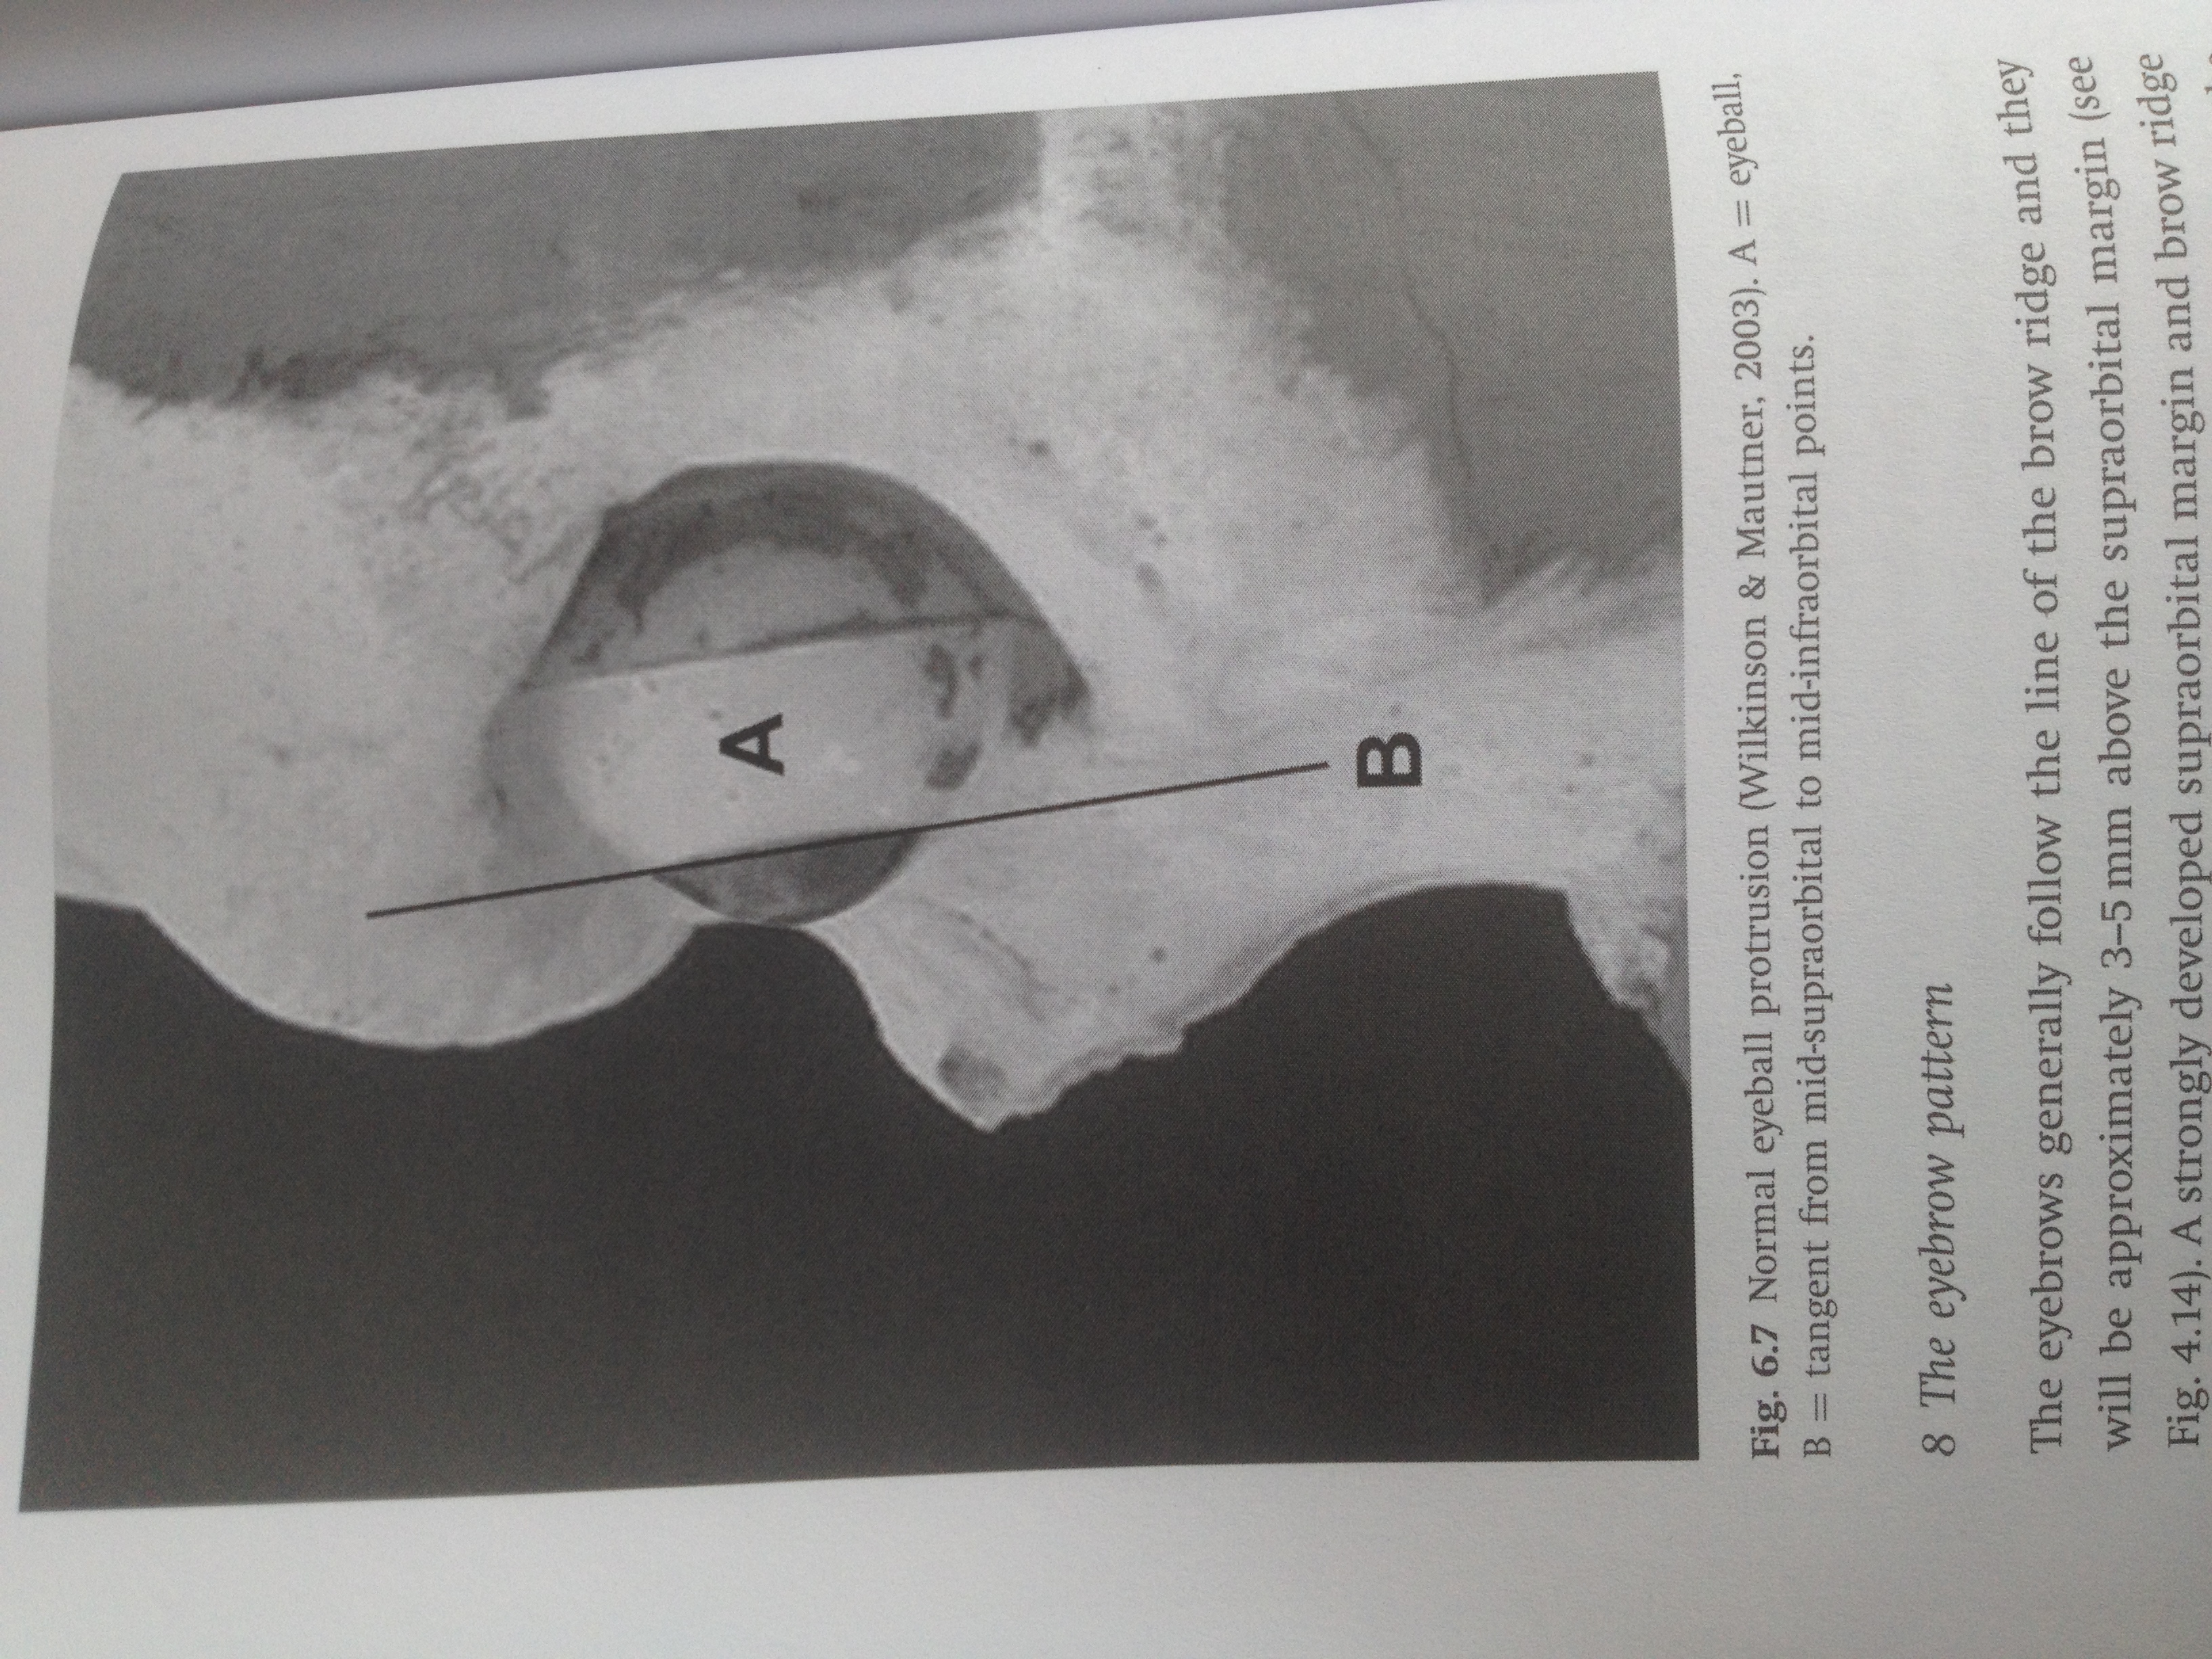 A
B
Fig. 6.7 Normal eyeball protrusion (Wilkinson & Mautner, 2003). A = eyeball,
B = tangent from mid-supraorbital to mid-infraorbital points.
8 The eyebrow pattern
The eyebrows generally follow the line of the brow ridge and they
will be approximately 3–5 mm above the supraorbital margin (see
Fig. 4.14). A strongly developed supraorbital margin and brow ridge